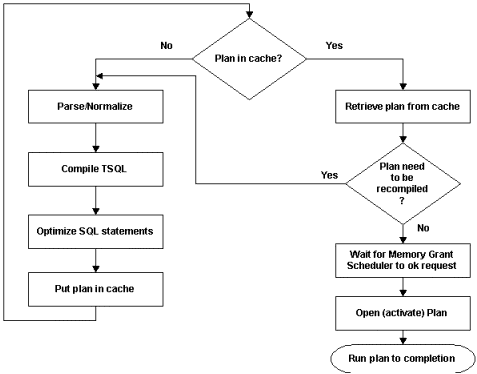 Plan in cache?
No
Yes
Parse/Normalize
Retrieve plan from cache
Compile TSQL
Plan need
to be
recompiled
?
Yes
No
Optimize SQL statements
Wait for Memory Grant
Scheduler to ok request
Put plan in cache
Open (activate) Plan
Run plan to completion